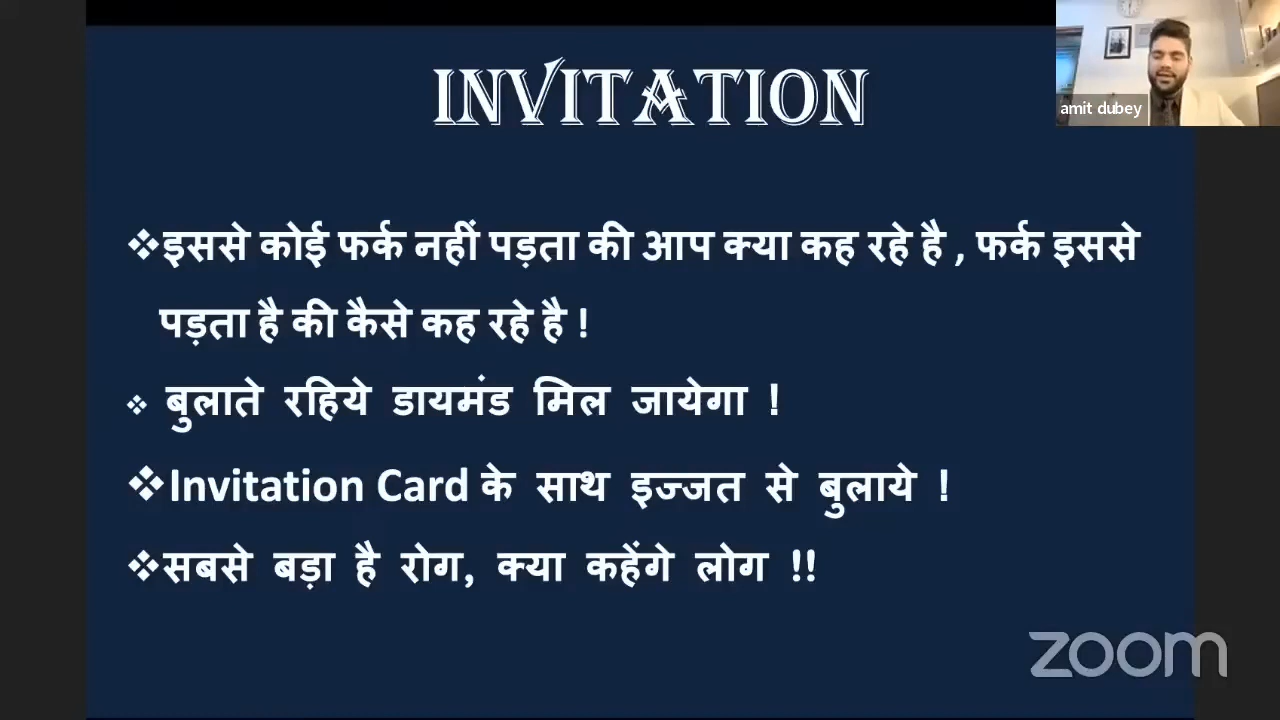 INVITATION
amit dubey
❖इससे कोई फर्क नहीं पड़ता की आप क्या कह रहे है , फर्क इससे
पड़ता है की कैसे कह रहे है !
❖ बुलाते रहिये डायमंड मिल जायेगा !
❖Invitation Card के साथ इज्जत से बुलाये !
❖सबसे बड़ा है रोग, क्या कहेंगे लोग !!
zoom